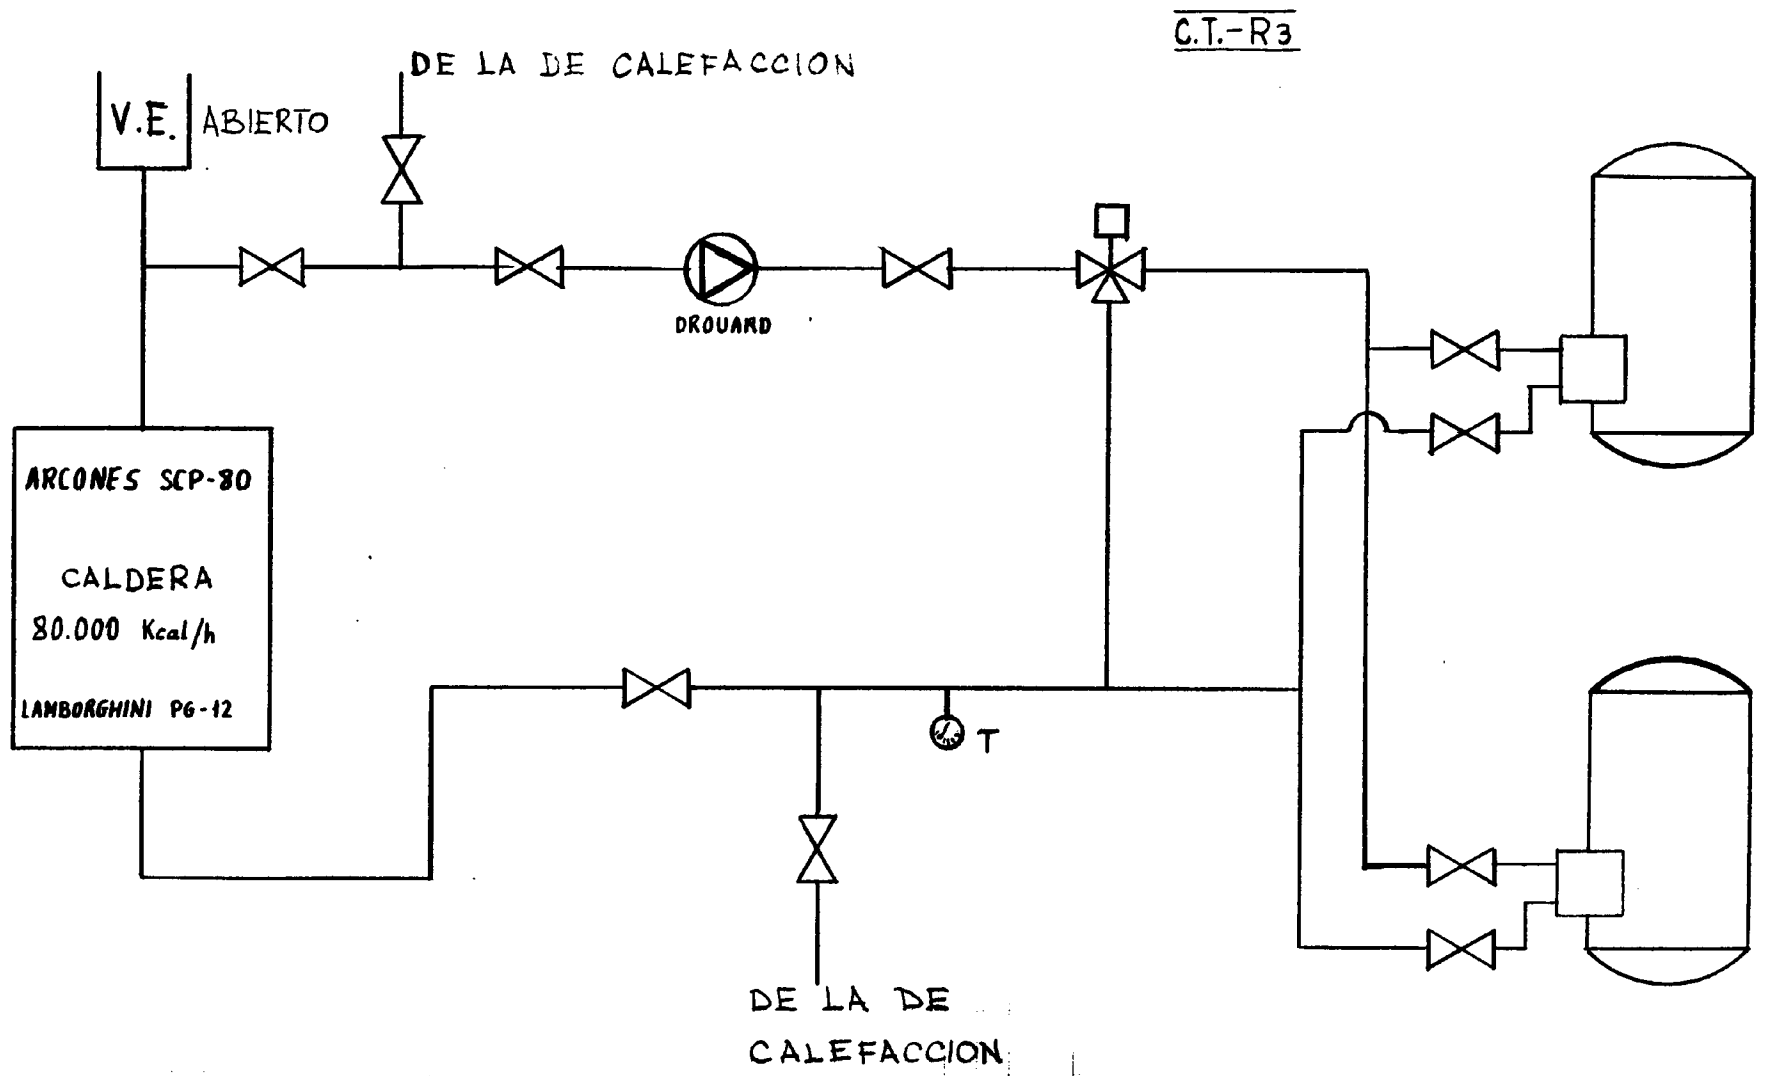 C.T.-R3
DE LA DE CALEFACCION
V.E. ABIERTO
DROUARD
ARCONES SCP-80
CALDERA
80.000 Kcal/h
LAMBORGHINI PG-12
T
DE LA DE
CALEFACCION